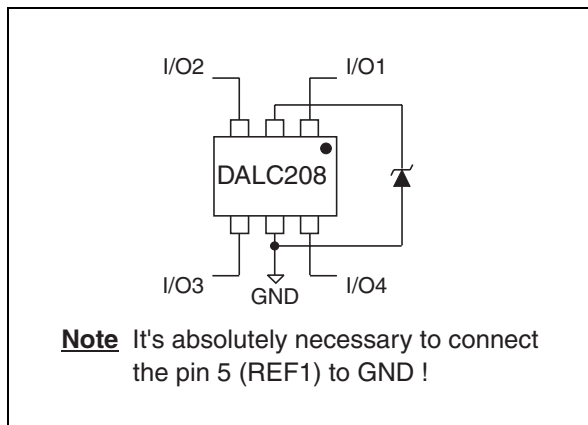 I/O2
I/O1
DALC208
I/O3
I/O4
GND
Note It's absolutely necessary to connect
the pin 5 (REF1) to GND !